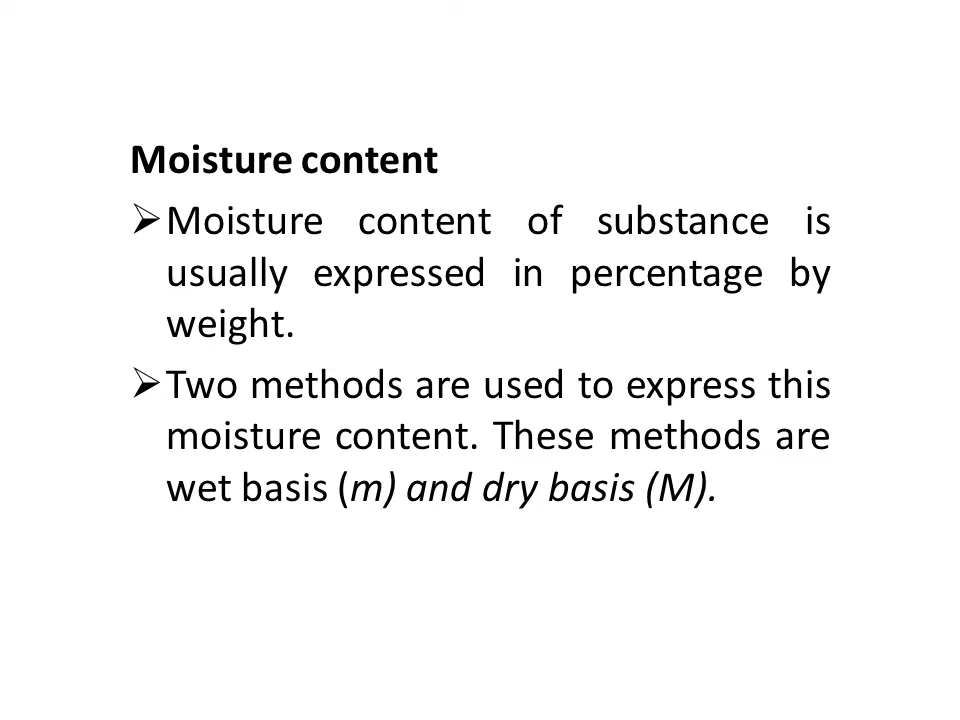 Moisture content
➢Moisture content of substance is
usually expressed in percentage by
weight.
➢Two methods are used to express this
moisture content. These methods are
wet basis (m) and dry basis (M).